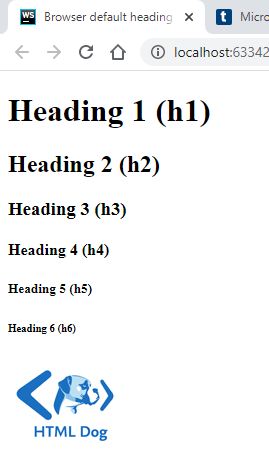 WS Browser default heading
t Micro
localhost:63342
Heading 1 (h1)
Heading 2 (h2)
Heading 3 (h3)
Heading 4 (h4)
Heading 5 (h5)
Heading 6 (h6)
HTML Dog